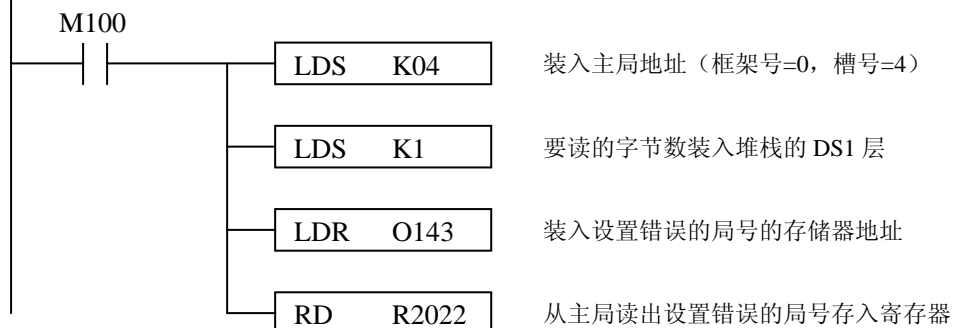 M100
LDS K04 装入主局地址（框架号=0，槽号=4）
LDS K1 要读的字节数装入堆栈的 DS1 层
LDR O143 装入设置错误的局号的存储器地址
RD R2022 从主局读出设置错误的局号存入寄存器